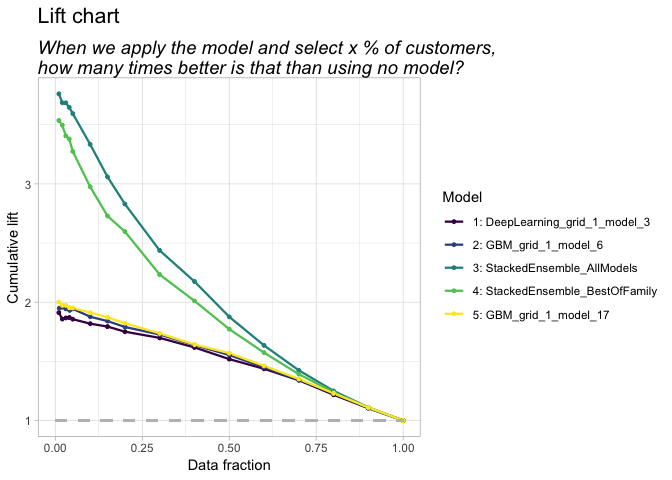 Lift chart
When we apply the model and select x % of customers,
how many times better is that than using no model?
Cumulative lift
3
2
1
0.00 0.25 0.50 0.75 1.00
Data fraction
Model
1: DeepLearning_grid_1_model_3
2: GBM_grid_1_model_6
3: StackedEnsemble_AllModels
4: StackedEnsemble_BestOfFamily
5: GBM_grid_1_model_17